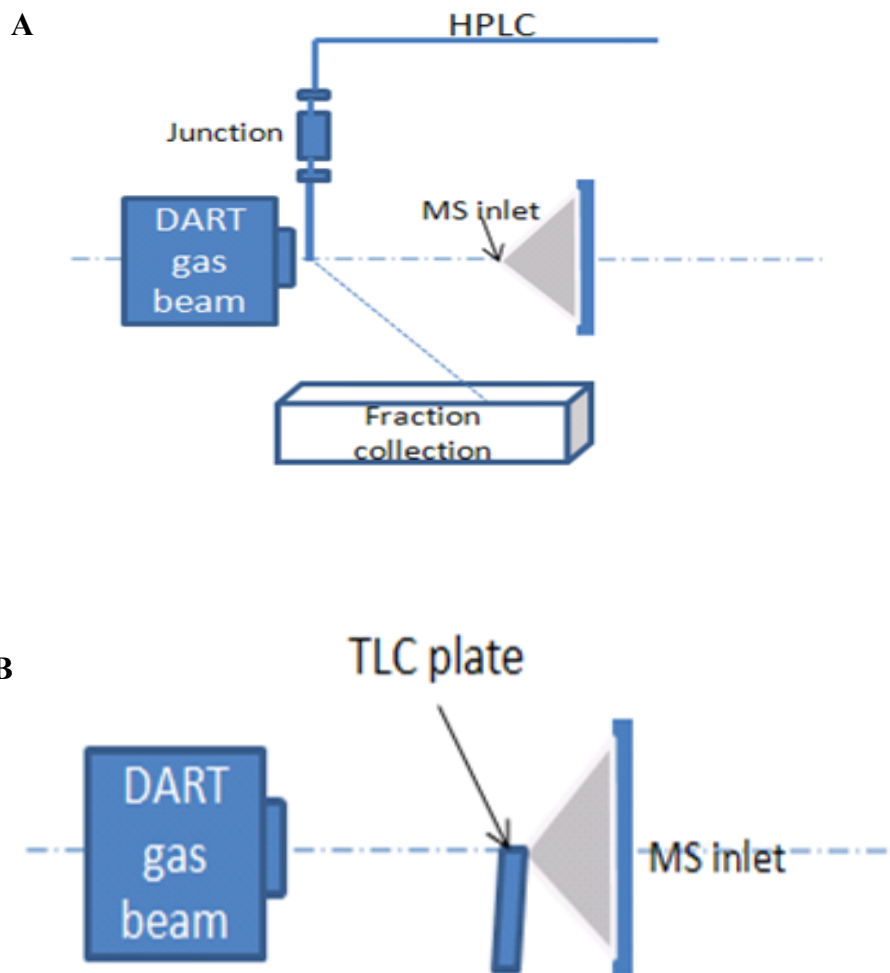 A
HPLC
Junction
MS inlet
DART
gas
beam
Fraction
collection
TLC plate
B
DART
gas
beam
MS inlet